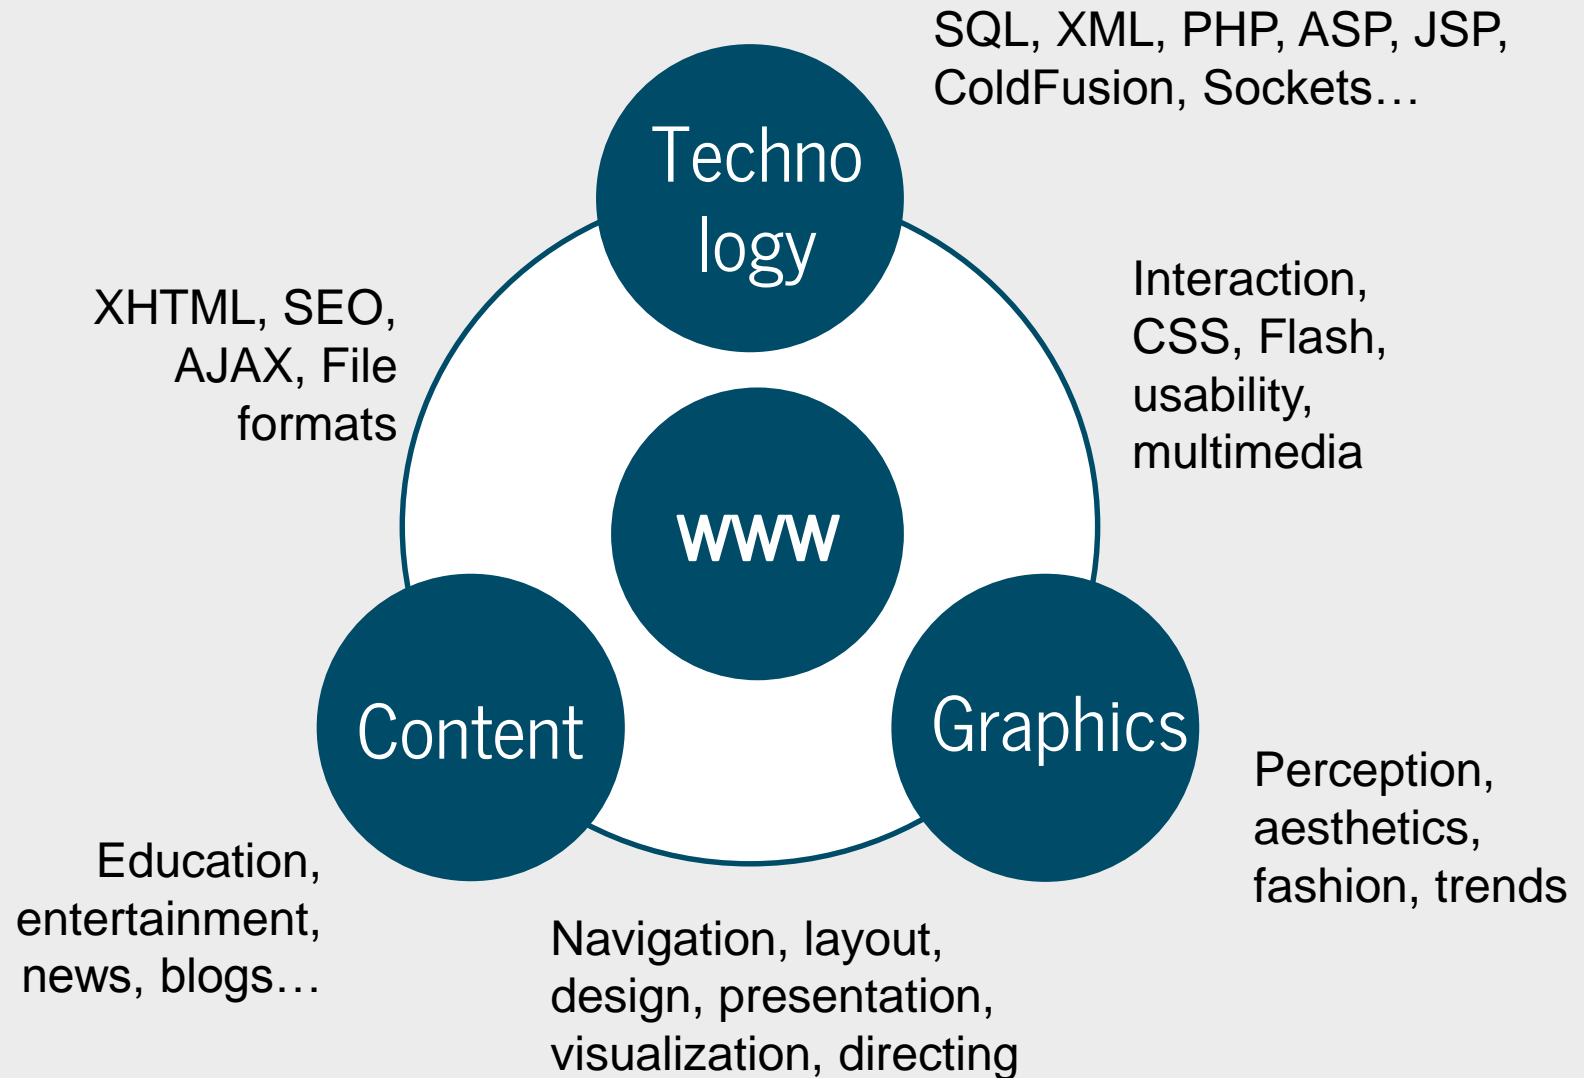 SQL, XML, PHP, ASP, JSP,
ColdFusion, Sockets…
Techno
logy
XHTML, SEO,
AJAX, File
formats
Interaction,
CSS, Flash,
usability,
multimedia
www
Content
Graphics
Education,
entertainment,
news, blogs…
Navigation, layout,
design, presentation,
visualization, directing
Perception,
aesthetics,
fashion, trends